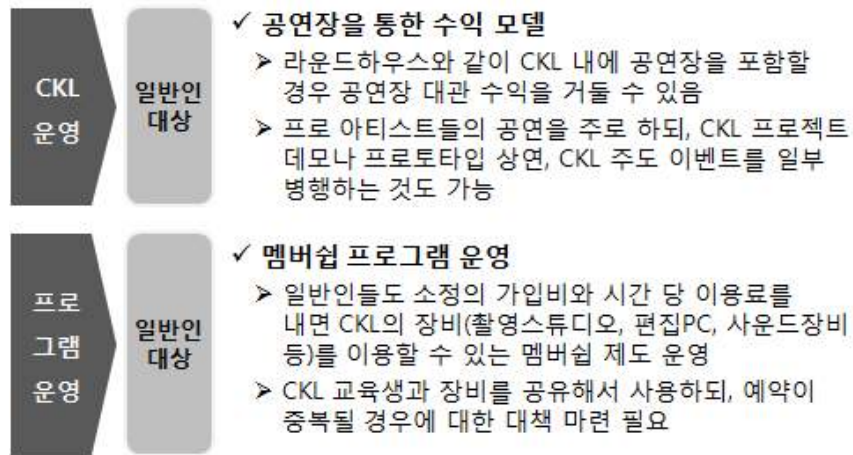 CKL
운영
일반인
대상
✓ 공연장을 통한 수익 모델
➢ 라운드하우스와 같이 CKL 내에 공연장을 포함할
경우 공연장 대관 수익을 거둘 수 있음
➢ 프로 아티스트들의 공연을 주로 하되, CKL 프로젝트
데모나 프로토타입 상연, CKL 주도 이벤트를 일부
병행하는 것도 가능
프로
그램
운영
일반인
대상
✓ 멤버쉽 프로그램 운영
➢ 일반인들도 소정의 가입비와 시간 당 이용료를
내면 CKL의 장비(촬영스튜디오, 편집PC, 사운드장비
등)를 이용할 수 있는 멤버쉽 제도 운영
➢ CKL 교육생과 장비를 공유해서 사용하되, 예약이
중복될 경우에 대한 대책 마련 필요